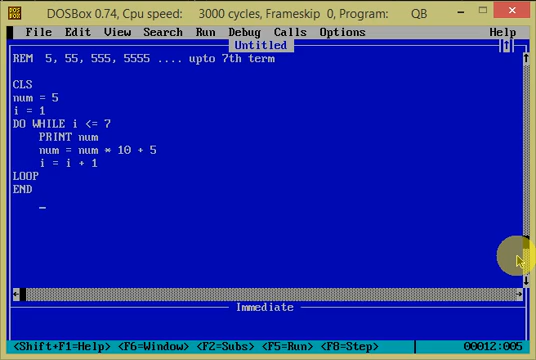 DOSBox 0.74, Cpu speed: 3000 cycles, Frameskip 0, Program: QB
File Edit View Search Run Debug Calls Options Help
Untitled
REM 5, 55, 555, 5555 .... upto 7th term
CLS
num = 5
i = 1
DO WHILE i <= 7
PRINT num
num = num * 10 + 5
i = i + 1
LOOP
END
Immediate
<Shift+F1=Help> <F6=Window> <F2=Subs> <F5=Run> <F8=Step> 00012:005